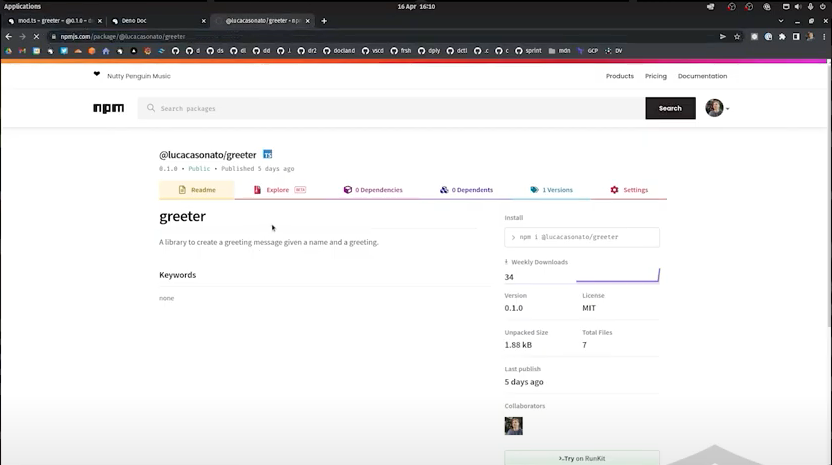 Applications
16 Apr 16:10
mod.ts – greeter – @0.1.0 – d
Deno Doc
@lucacasonato/greeter - np
npmjs.com/package/@lucacasonato/greeter
d
ds
dl
dd
.l
dr2
docland
vscd
frsh
dply
dctl
.c
c
sprint
mdn
GCP
DV
Nutty Penguin Music
Products
Pricing
Documentation
npm
Search packages
Search
@lucacasonato/greeter TS
0.1.0 • Public • Published 5 days ago
Readme
Explore BETA
0 Dependencies
0 Dependents
1 Versions
Settings
greeter
A library to create a greeting message given a name and a greeting.
Keywords
none
Install
> npm i @lucacasonato/greeter
Weekly Downloads
34
Version
License
0.1.0
MIT
Unpacked Size
Total Files
1.88 kB
7
Last publish
5 days ago
Collaborators
Try on RunKit